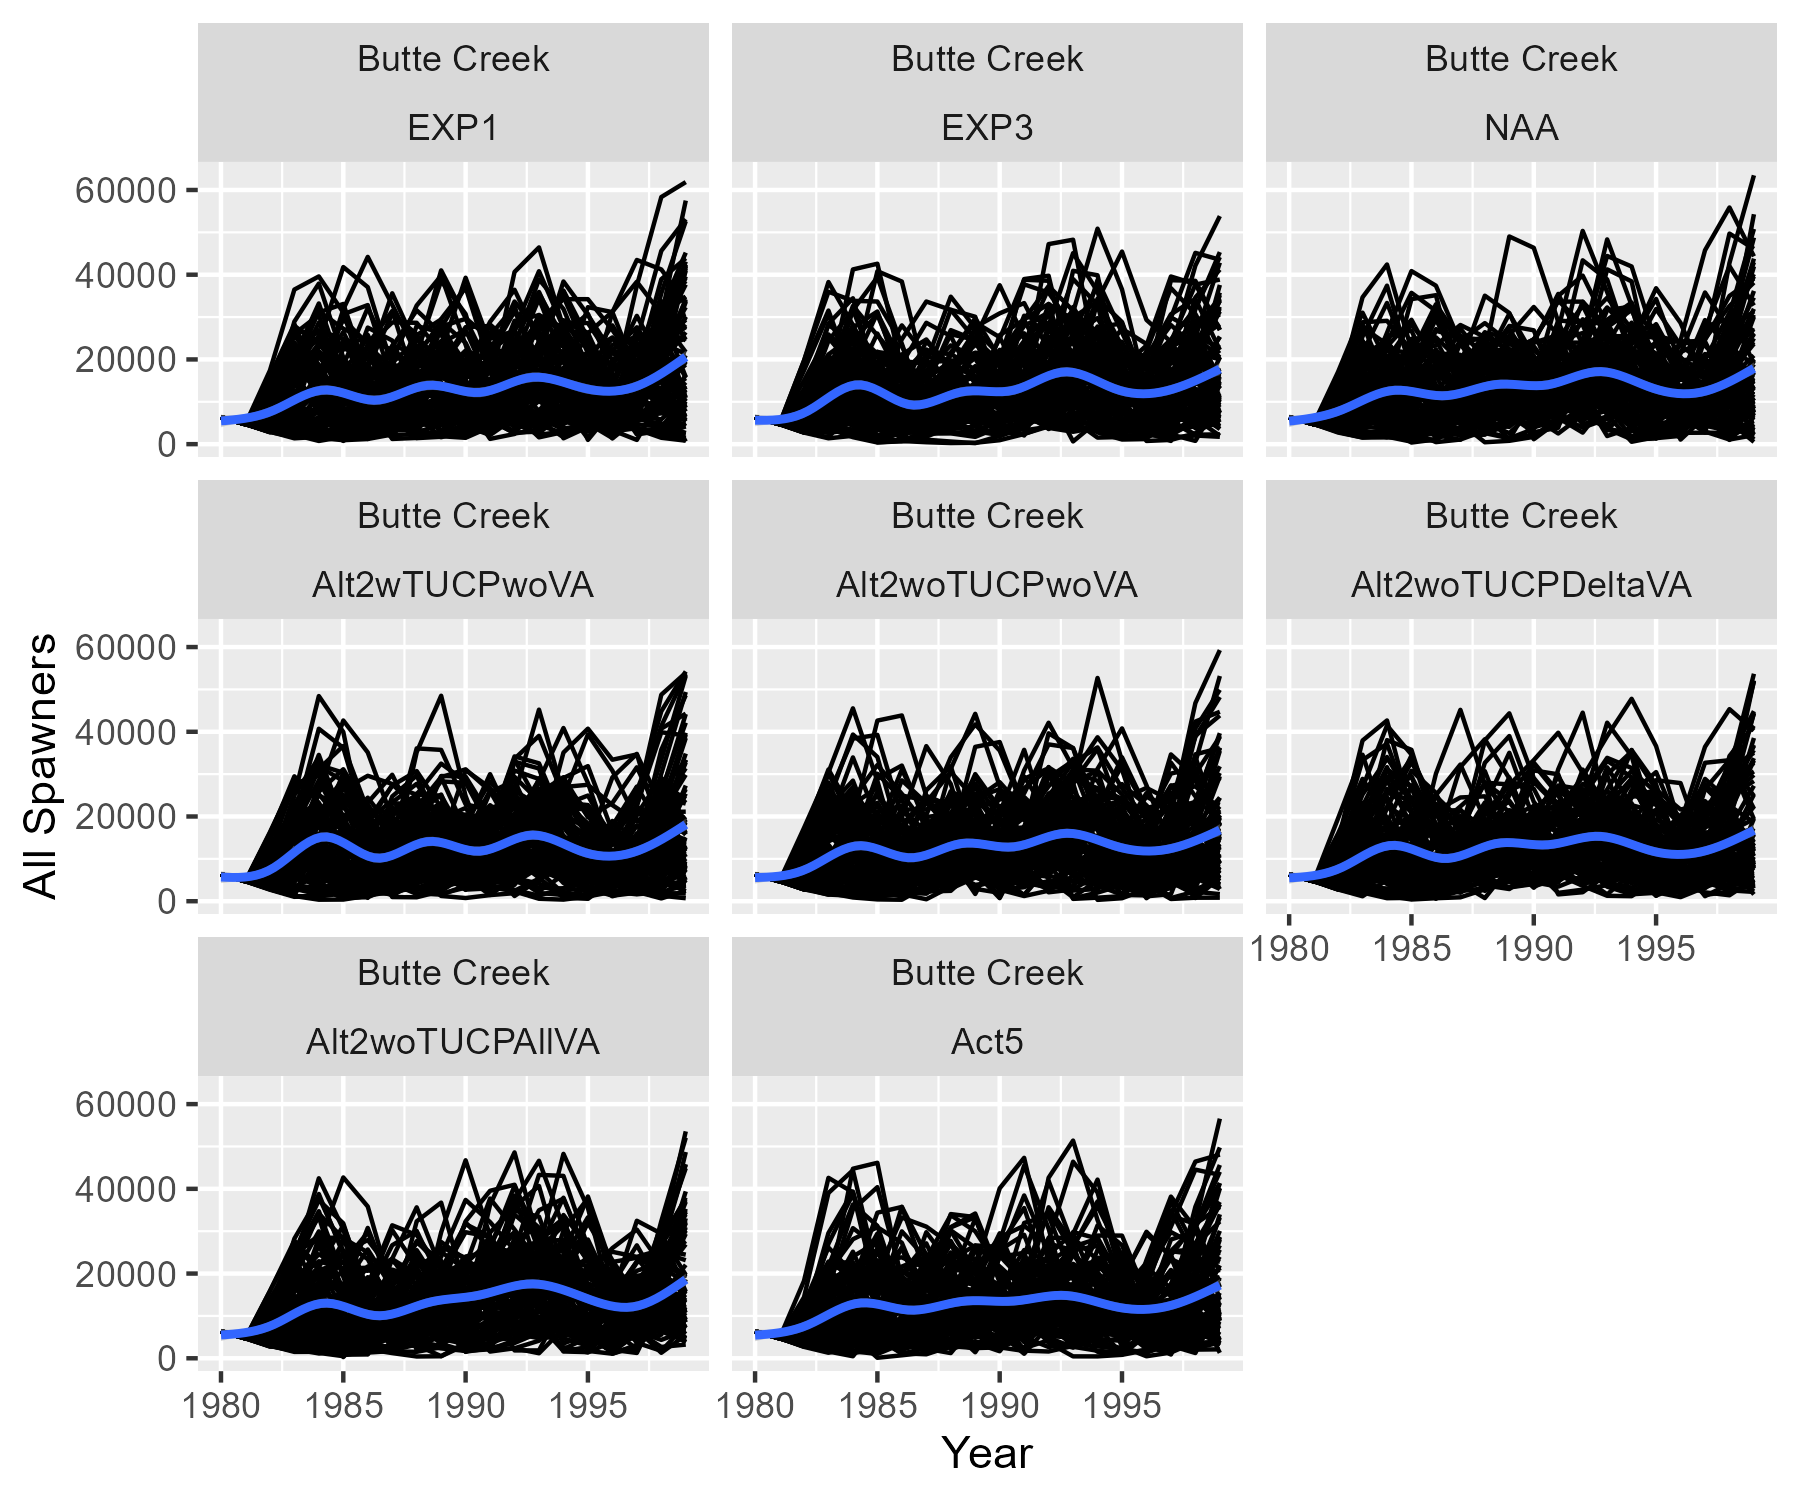 Butte Creek
EXP1
Butte Creek
EXP3
Butte Creek
NAA
60000
40000
20000
0
Butte Creek
Alt2wTUCPwoVA
Butte Creek
Alt2woTUCPwoVA
Butte Creek
Alt2woTUCPDeltaVA
60000
40000
20000
0
1980 1985 1990 1995
Butte Creek
Alt2woTUCPAllVA
Butte Creek
Act5
60000
40000
20000
0
1980 1985 1990 1995
1980 1985 1990 1995
All Spawners
Year